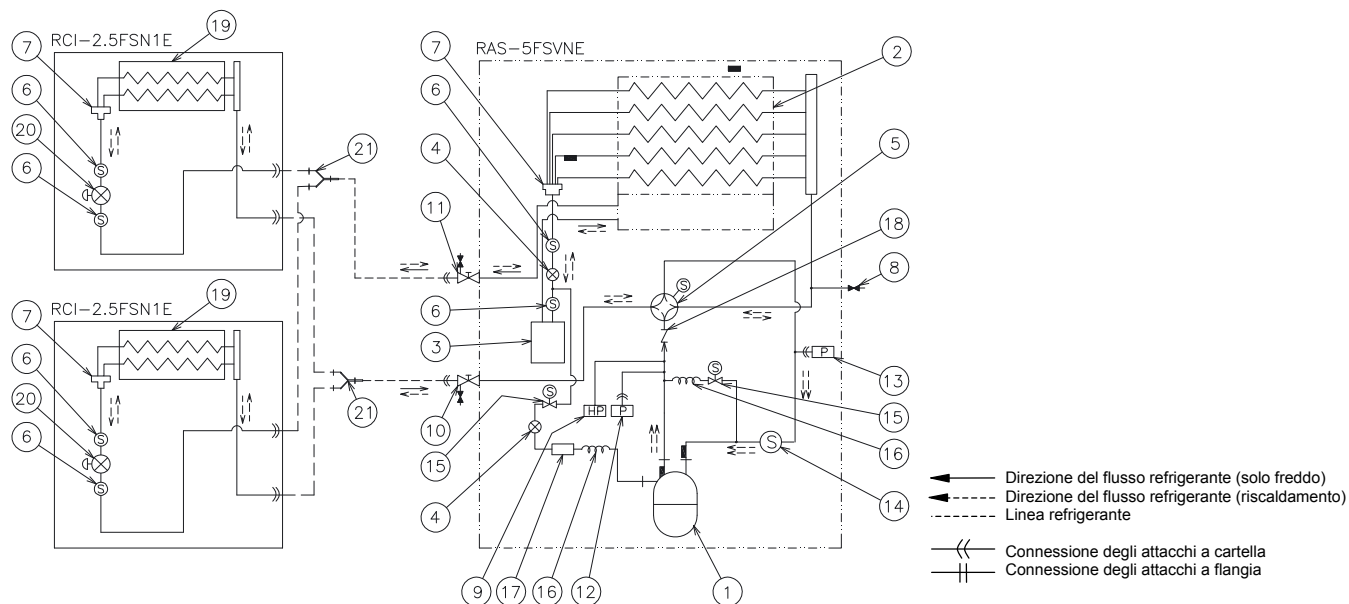 RCI-2.5FSN1E
19
7
6
20
6
21
RCI-2.5FSN1E
19
7
6
20
6
21
RAS-5FSVNE
7
6
4
11
6
3
10
15
4
9
17
16
12
1
2
5
18
8
13
15
16
14
S
S
S
S
S
S
S
S
S
S
HP
P
P
Direzione del flusso refrigerante (solo freddo)
Direzione del flusso refrigerante (riscaldamento)
Linea refrigerante
Connessione degli attacchi a cartella
Connessione degli attacchi a flangia